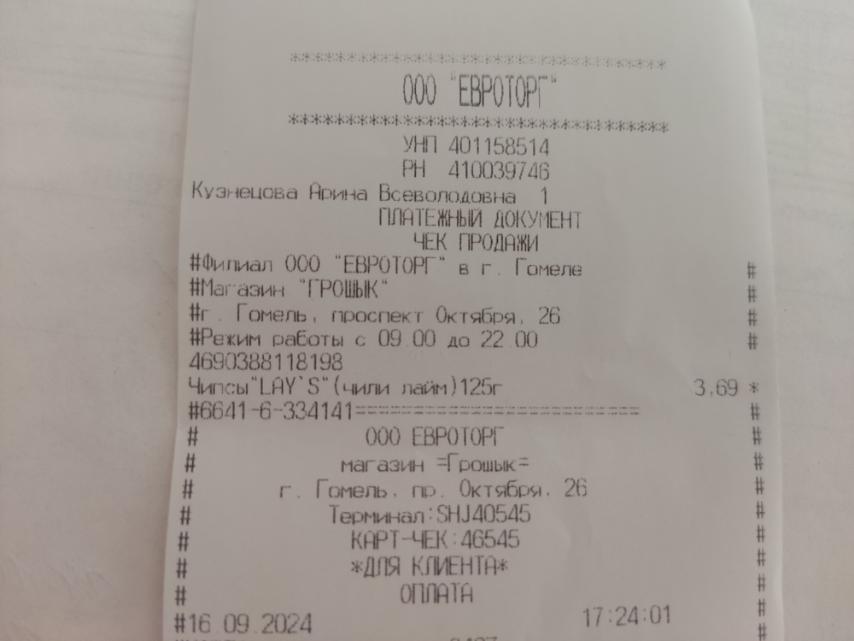 *********************************
ООО "ЕВРОТОРГ"
*********************************
УНП 401158514
РН 410039746
Кузнецова Арина Всеволодовна 1
ПЛАТЕЖНЫЙ ДОКУМЕНТ
ЧЕК ПРОДАЖИ
#Филиал ООО "ЕВРОТОРГ" в г. Гомеле #
#Магазин "ГРОШЫК" #
#г. Гомель, проспект Октября, 26 #
#Режим работы с 09.00 до 22.00 #
4690388118198
Чипсы"LAY`S"(чили лайм)125г 3,69 *
#6641-6-334141========================= #
# ООО ЕВРОТОРГ #
# магазин =Грошык= #
# г. Гомель, пр. Октября, 26 #
# Терминал:SHJ40545 #
# КАРТ-ЧЕК:46545 #
# *ДЛЯ КЛИЕНТА* #
# ОПЛАТА #
#16.09.2024 17:24:01 #